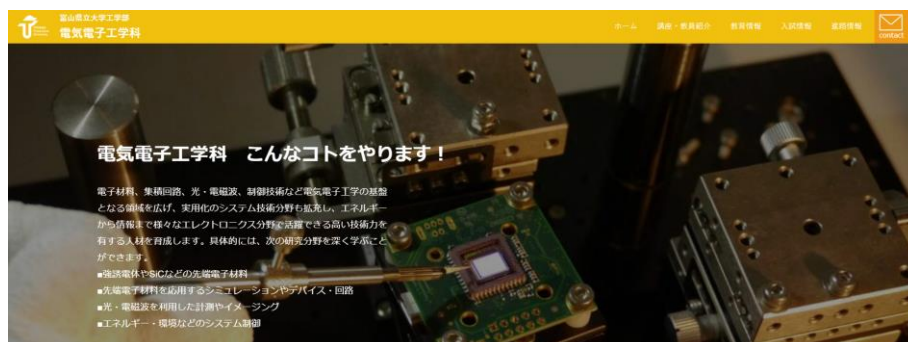 富山県立大学工学部
電気電子工学科
ホーム
講座・教員紹介
教育情報
入試情報
進路情報
contact
電気電子工学科 こんなコトをやります！
電子材料、集積回路、光・電磁波、制御技術など電気電子工学の基盤
となる領域を広げ、実用化のシステム技術分野も拡充し、エネルギー
から情報まで様々なエレクトロニクス分野で活躍できる高い技術力を
有する人材を育成します。具体的には、次の研究分野を深く学ぶこと
ができます。
■強誘電体やSiCなどの先端電子材料
■先端電子材料を応用するシミュレーションやデバイス・回路
■光・電磁波を利用した計測やイメージング
■エネルギー・環境などのシステム制御